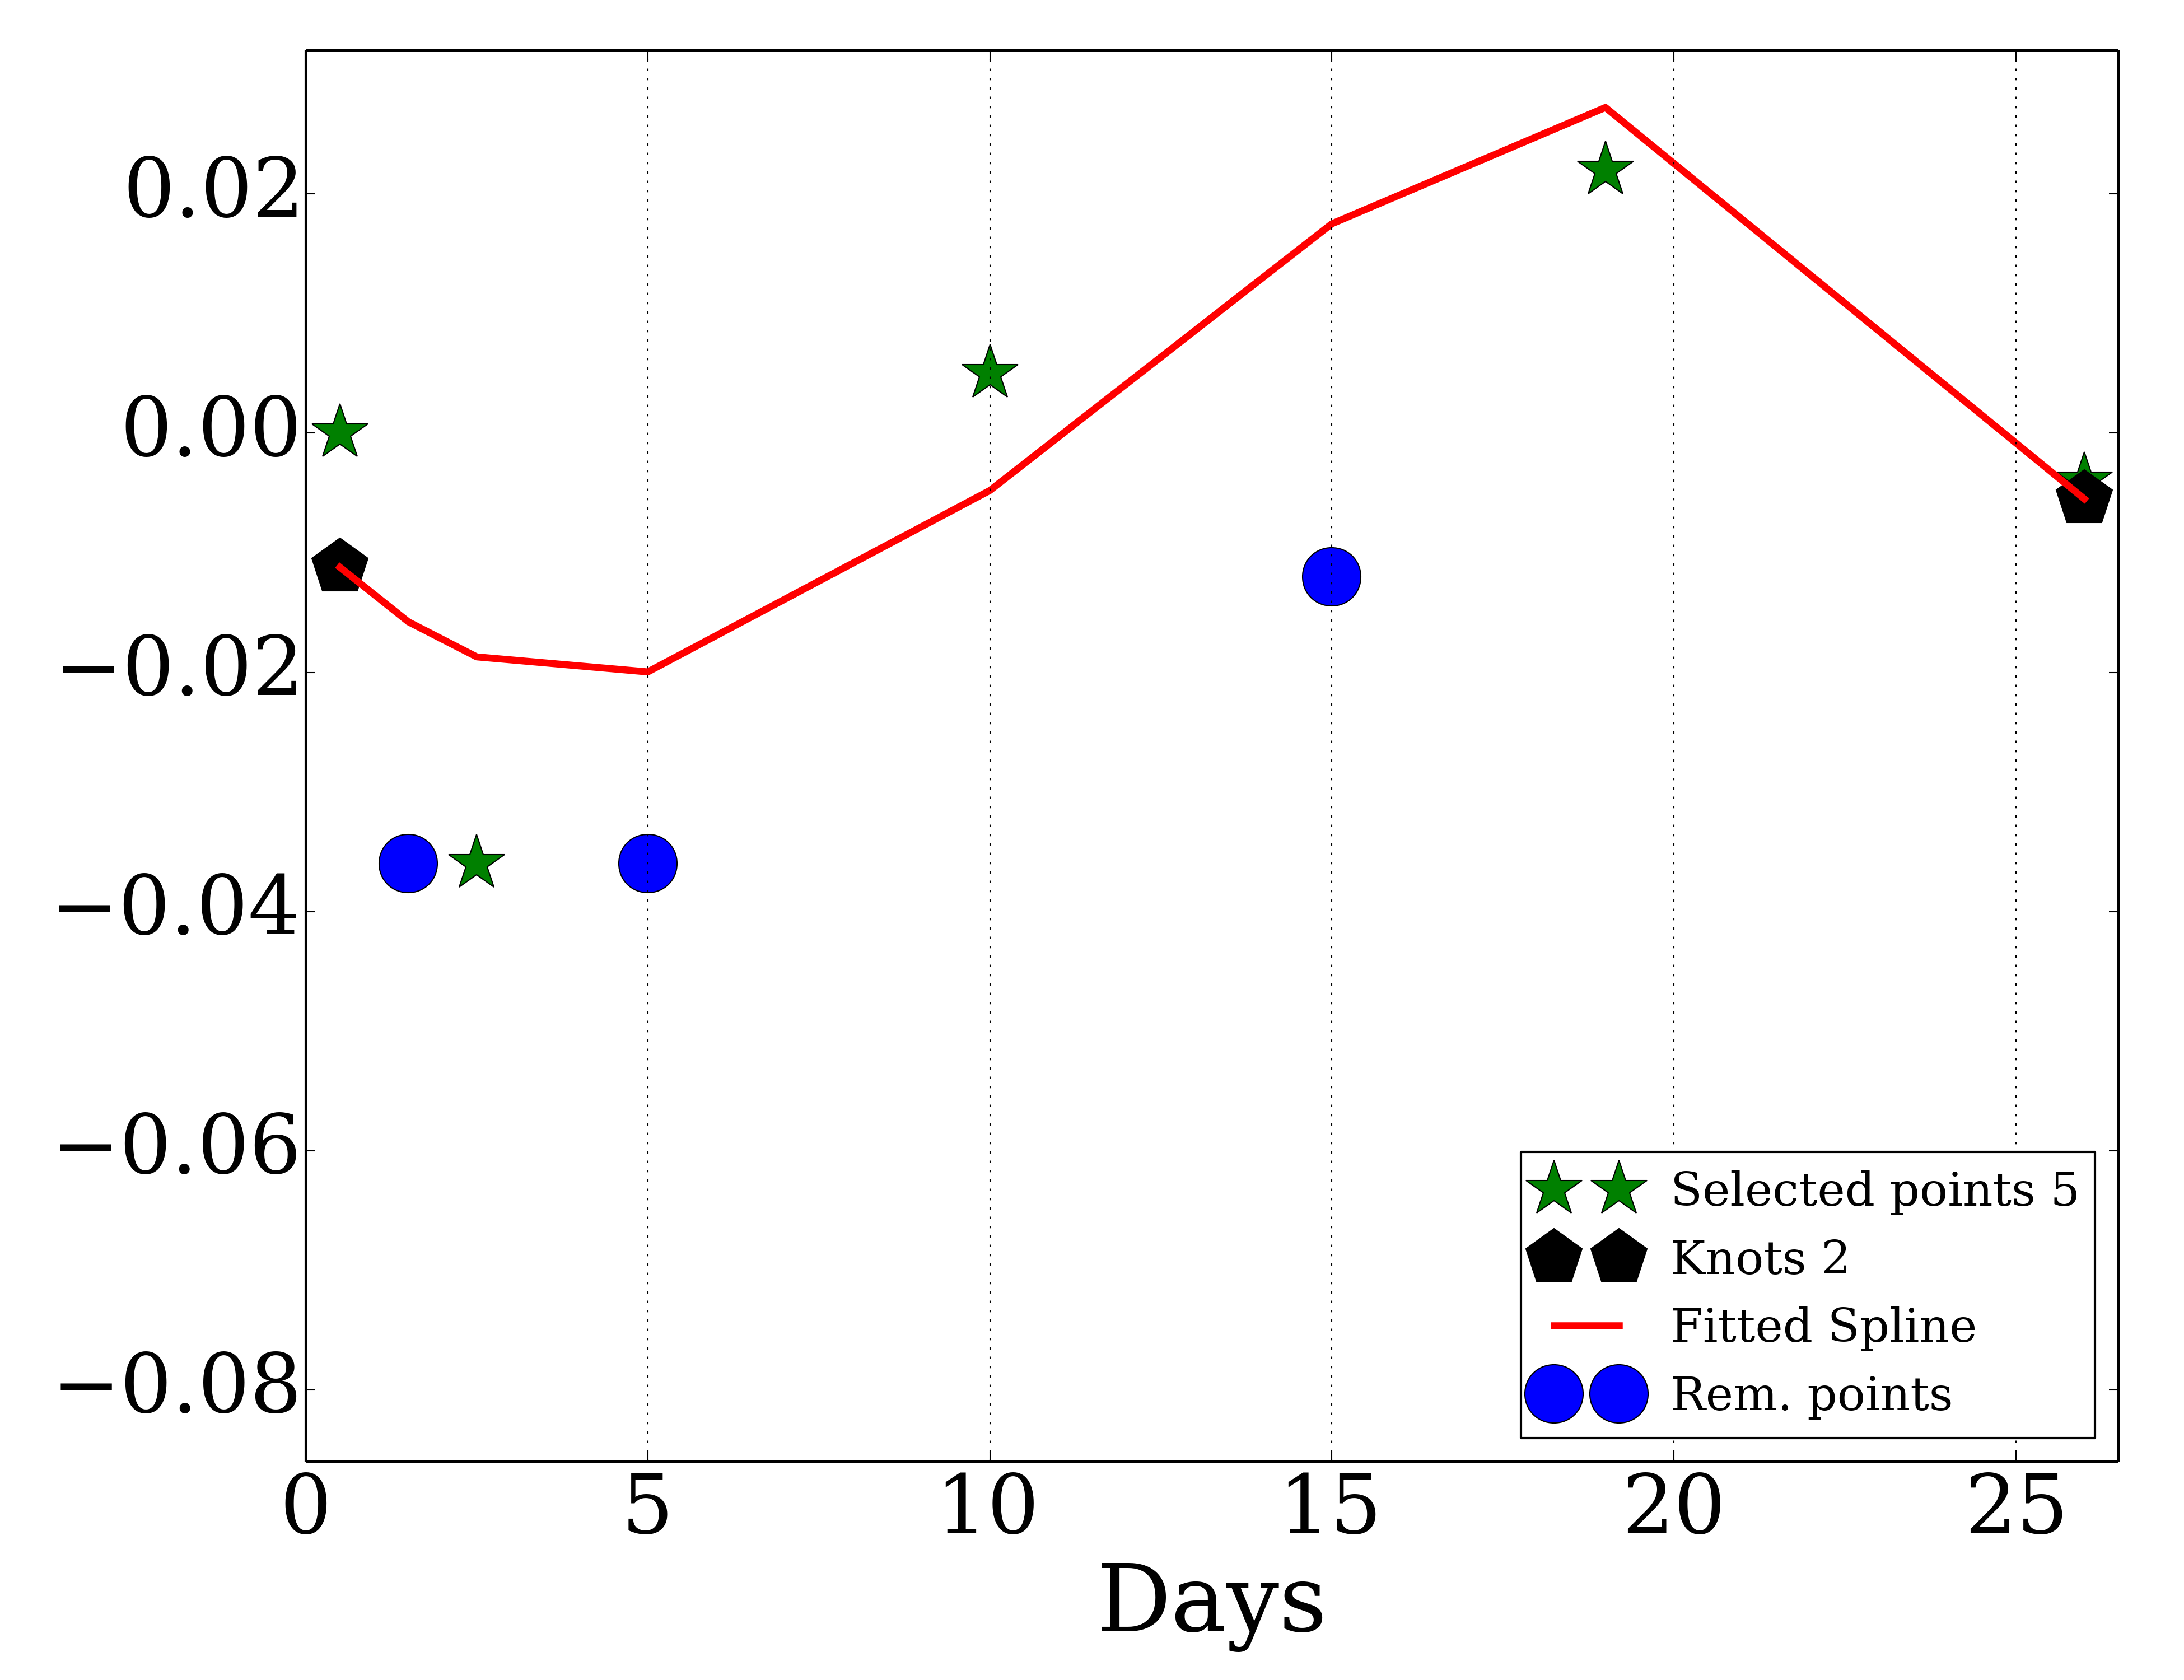 0.02
0.00
−0.02
−0.04
−0.06
−0.08
Selected points 5
Knots 2
Fitted Spline
Rem. points
0 5 10 15 20 25
Days